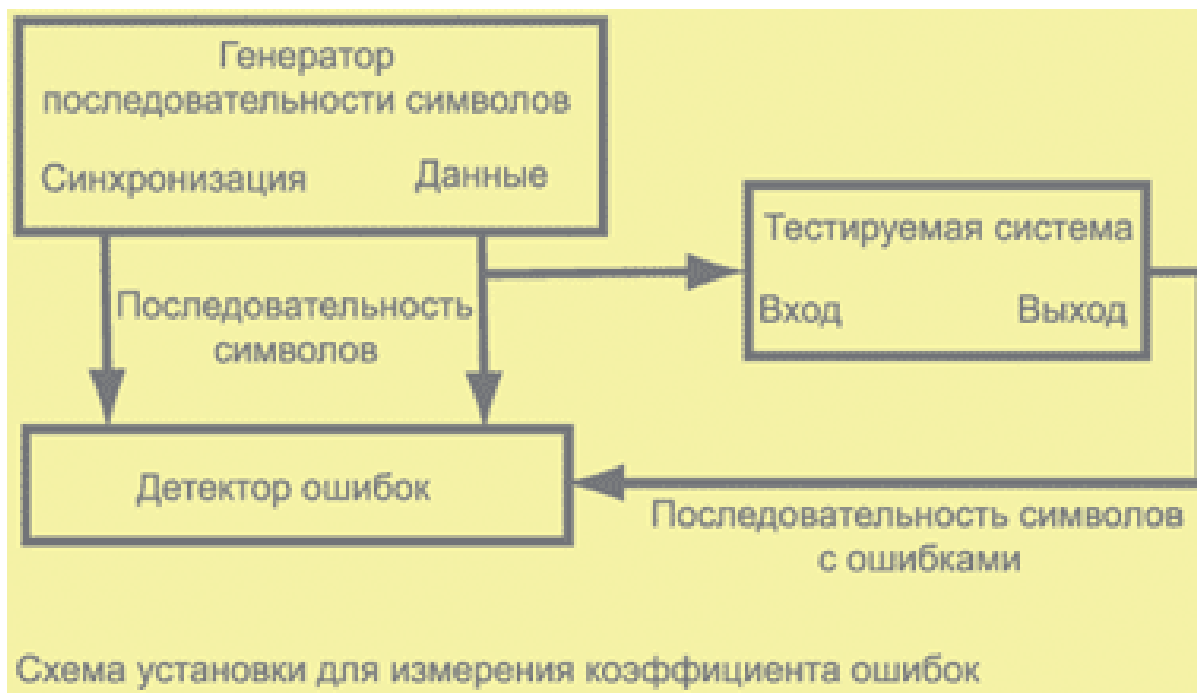 Генератор
последовательности символов
Синхронизация Данные
Тестируемая система
Вход Выход
Последовательность
символов
Детектор ошибок
Последовательность символов
с ошибками
Схема установки для измерения коэффициента ошибок